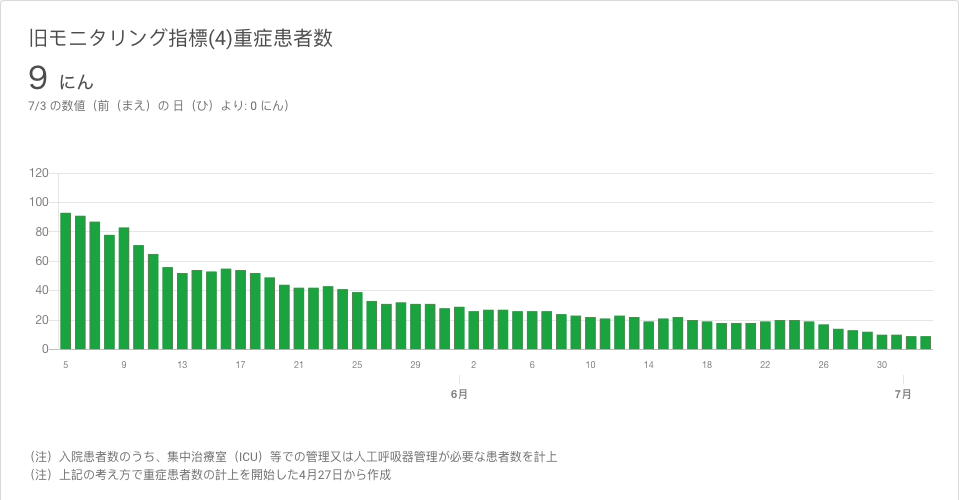 旧モニタリング指標(4)重症患者数
9 にん
7/3 の数値（前（まえ）の 日（ひ）より: 0 にん）
120
100
80
60
40
20
0
5 9 13 17 21 25 29 2 6 10 14 18 22 26 30
6月 7月
（注）入院患者数のうち、集中治療室（ICU）等での管理又は人工呼吸器管理が必要な患者数を計上
（注）上記の考え方で重症患者数の計上を開始した4月27日から作成